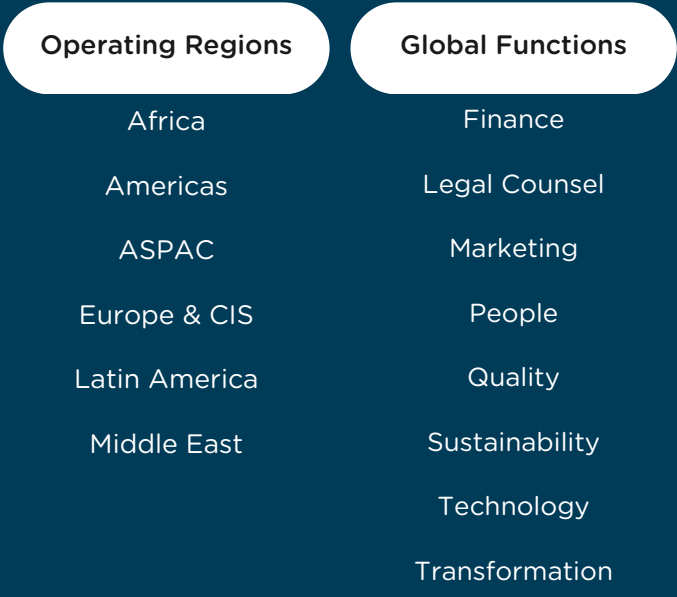 Operating Regions
Africa
Americas
ASPAC
Europe & CIS
Latin America
Middle East
Global Functions
Finance
Legal Counsel
Marketing
People
Quality
Sustainability
Technology
Transformation